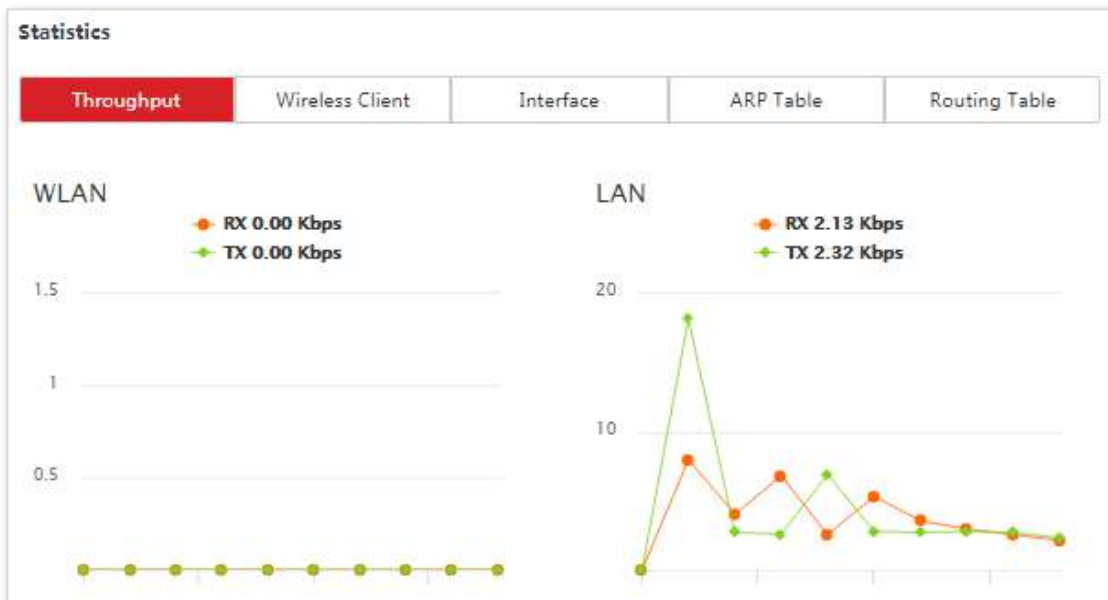 Statistics
Throughput Wireless Client Interface ARP Table Routing Table
WLAN
RX 0.00 Kbps
TX 0.00 Kbps
1.5
1
0.5
LAN
RX 2.13 Kbps
TX 2.32 Kbps
20
10